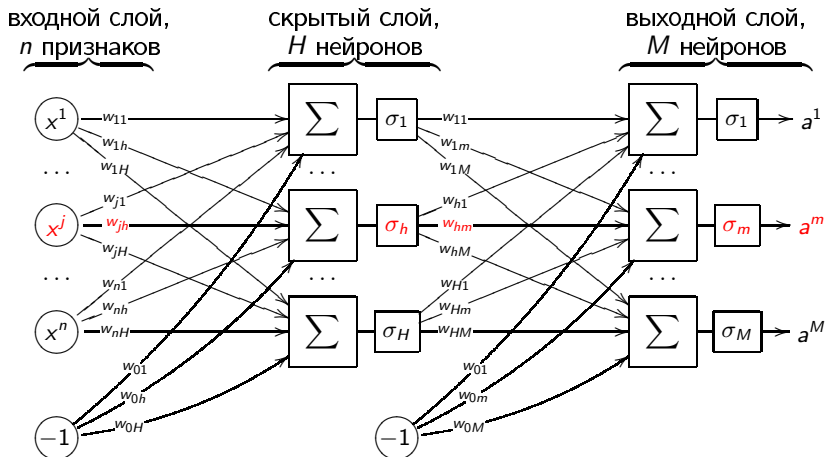 входной слой, скрытый слой, выходной слой,
n признаков H нейронов M нейронов
x¹ w₁₁ ∑ σ₁ w₁₁ ∑ σ₁ a¹
w₁ₕ w₁ₘ
... w₁H ... w₁M ...
wⱼ₁ wₕ₁
xʲ wⱼₕ ∑ σₕ wₕₘ ∑ σₘ aᵐ
wⱼH wₕM
... wₙ₁ ... wH₁ ...
wₙₕ wHₘ
xⁿ wₙH ∑ σH wHM ∑ σM aᴹ
w₀₁ w₀₁
w₀ₕ w₀ₘ
−1 w₀H −1 w₀M